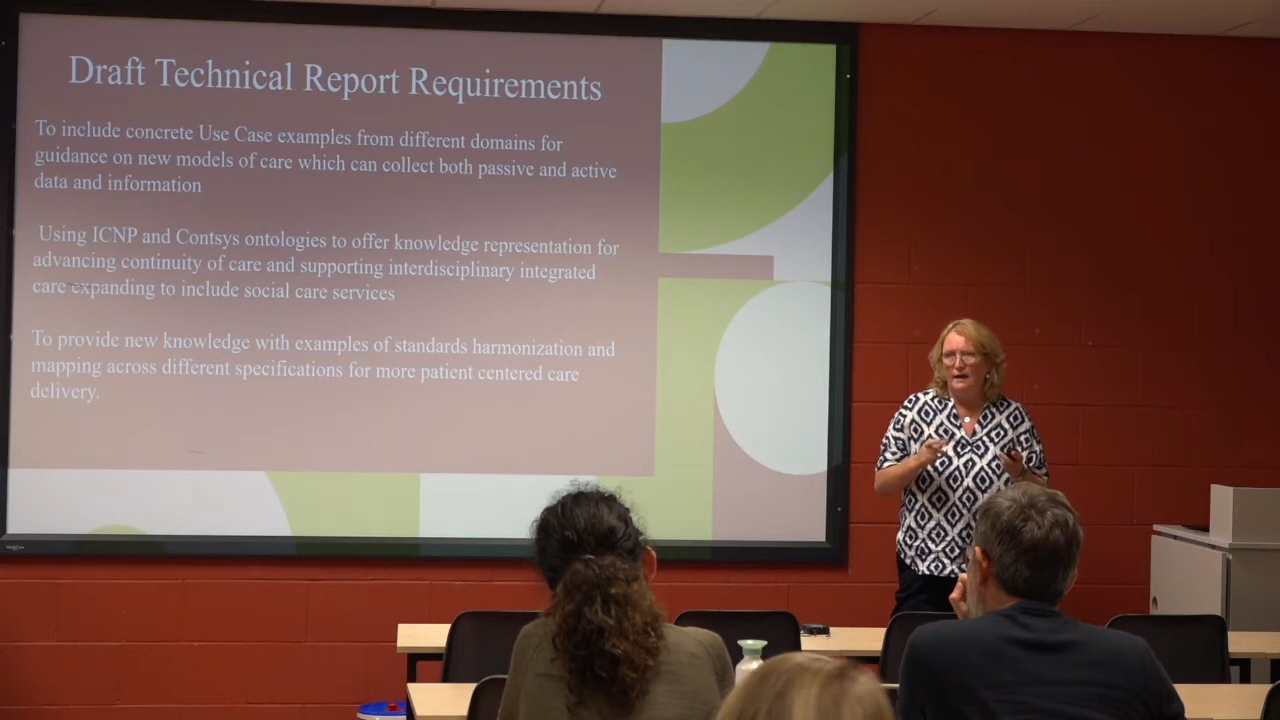 Draft Technical Report Requirements
To include concrete Use Case examples from different domains for
guidance on new models of care which can collect both passive and active
data and information
Using ICNP and Contsys ontologies to offer knowledge representation for
advancing continuity of care and supporting interdisciplinary integrated
care expanding to include social care services
To provide new knowledge with examples of standards harmonization and
mapping across different specifications for more patient centered care
delivery.